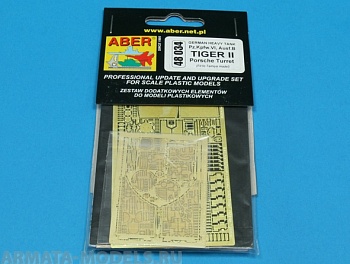 www.aber.net.pl
ABER
48 034
GERMAN HEAVY TANK
Pz.Kpfw.VI, Ausf.B
TIGER II
Porsche Turret
PROFESSIONAL UPDATE AND UPGRADE SET
FOR SCALE PLASTIC MODELS
ZESTAW DODATKOWYCH ELEMENTÓW
DO MODELI PLASTIKOWYCH
ARMATA-MODELS.RU